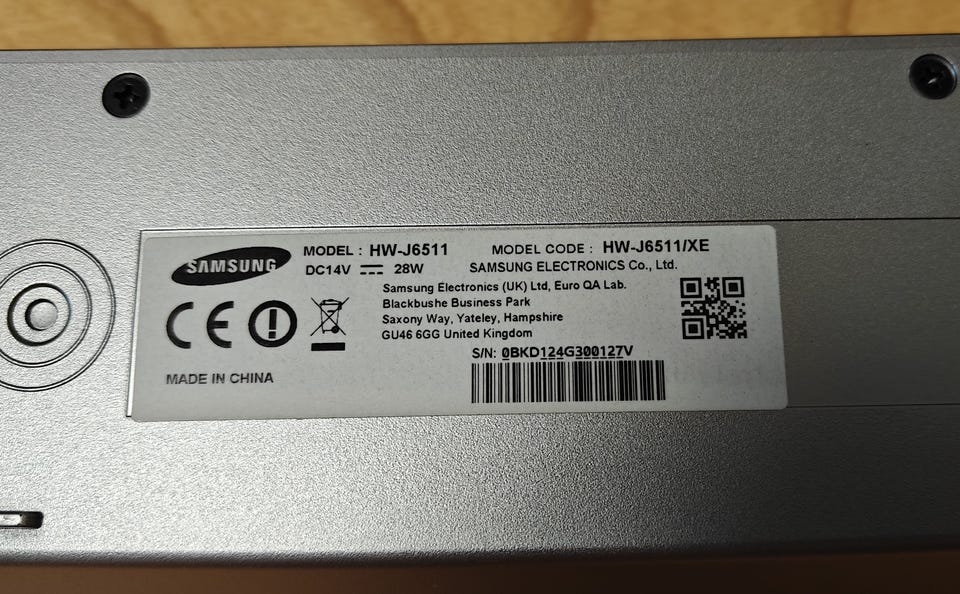 SAMSUNG
MODEL : HW-J6511 MODEL CODE : HW-J6511/XE
DC14V 28W SAMSUNG ELECTRONICS Co., Ltd.
Samsung Electronics (UK) Ltd, Euro QA Lab.
Blackbushe Business Park
Saxony Way, Yateley, Hampshire
GU46 6GG United Kingdom
CE
S/N: 0BKD124G300127V
MADE IN CHINA